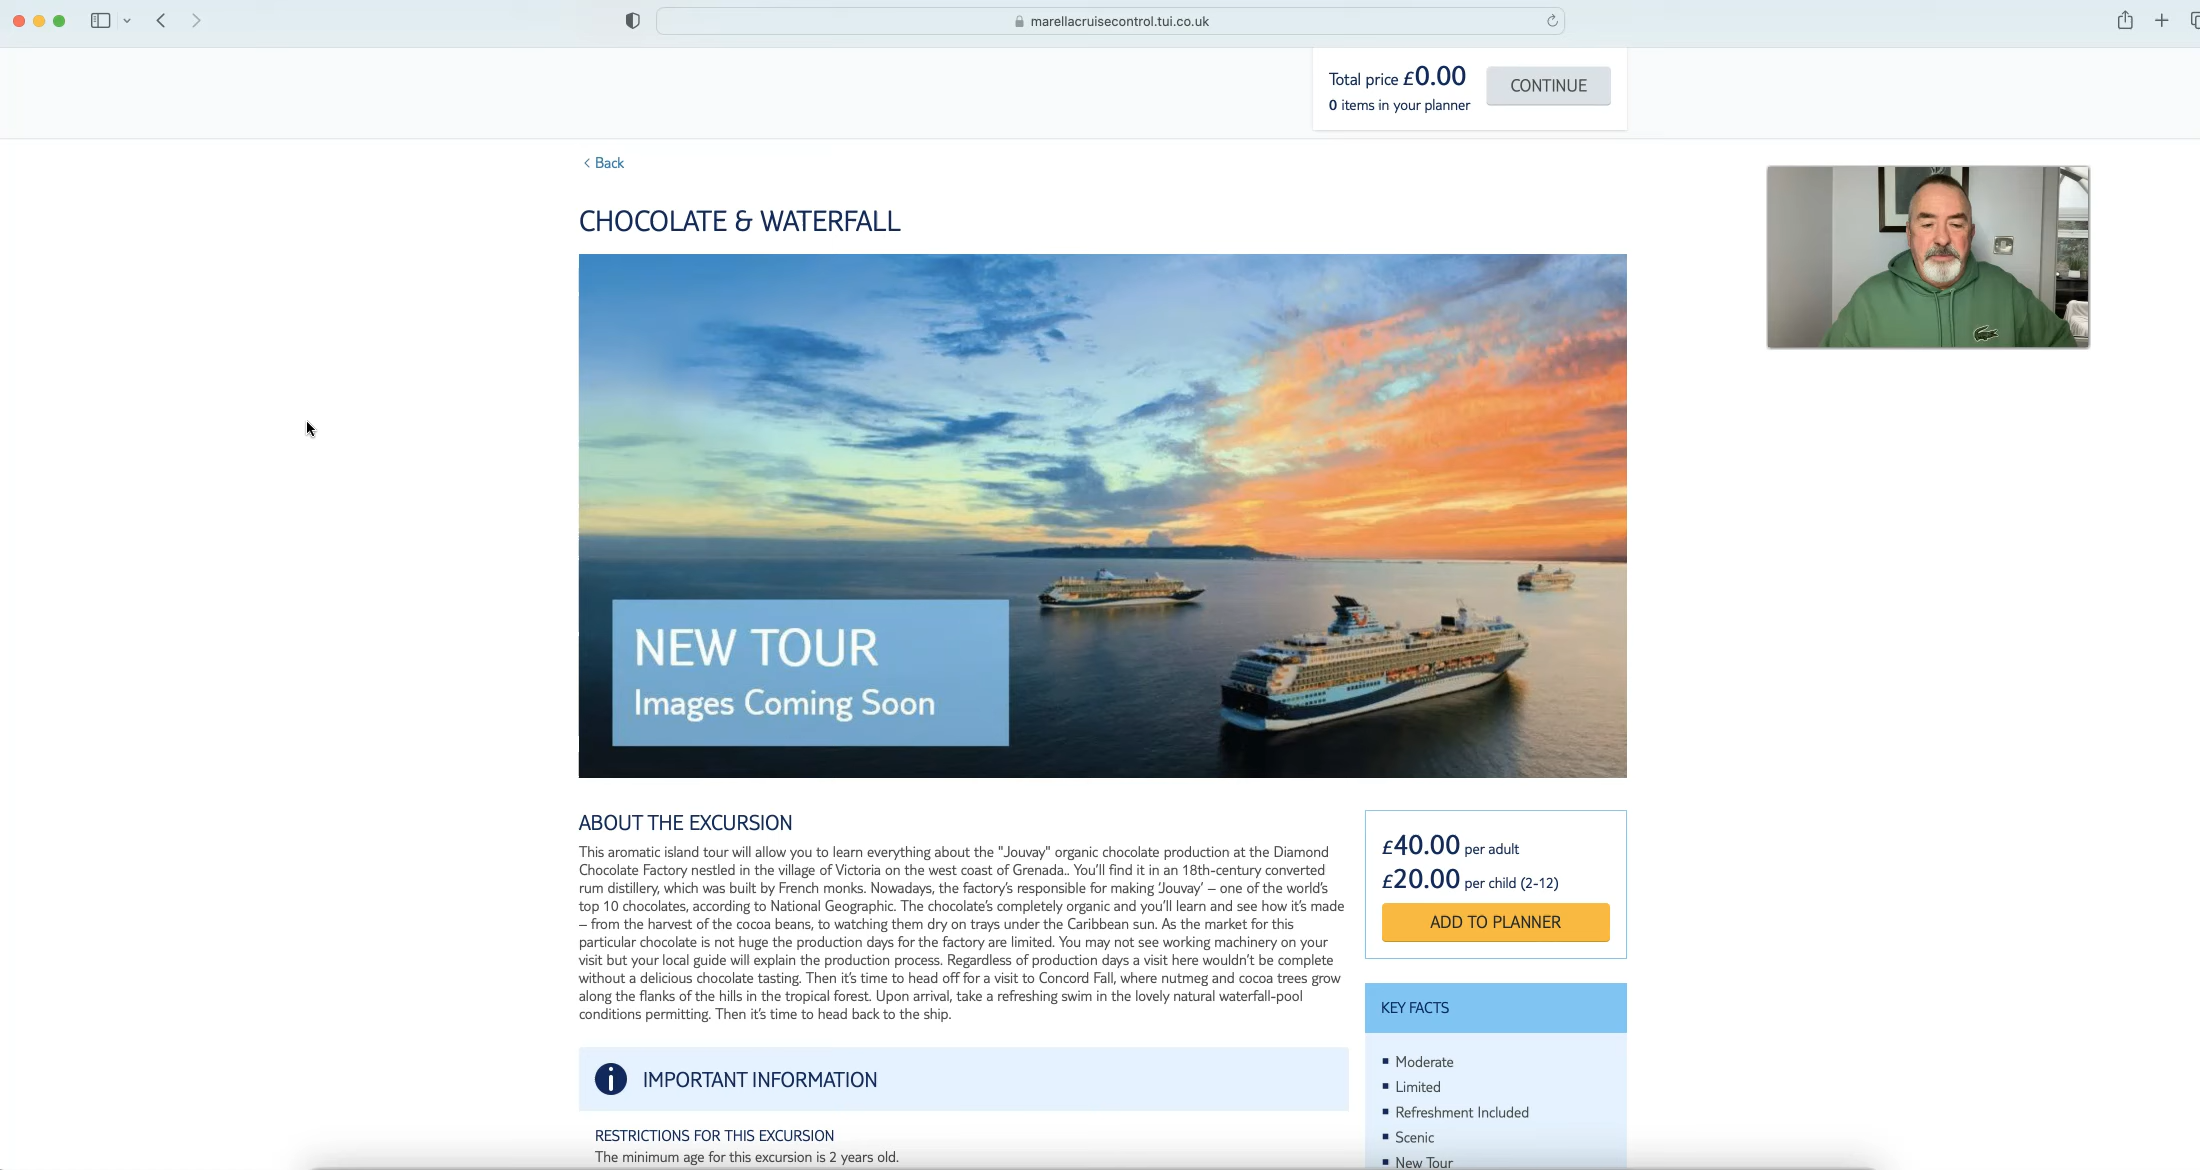 marellacruisecontrol.tui.co.uk
Total price £0.00
CONTINUE
0 items in your planner
< Back
CHOCOLATE & WATERFALL
NEW TOUR
Images Coming Soon
ABOUT THE EXCURSION
This aromatic island tour will allow you to learn everything about the "Jouvay" organic chocolate production at the Diamond
Chocolate Factory nestled in the village of Victoria on the west coast of Grenada.. You'll find it in an 18th-century converted
rum distillery, which was built by French monks. Nowadays, the factory's responsible for making 'Jouvay' – one of the world's
top 10 chocolates, according to National Geographic. The chocolate's completely organic and you'll learn and see how it's made
– from the harvest of the cocoa beans, to watching them dry on trays under the Caribbean sun. As the market for this
particular chocolate is not huge the production days for the factory are limited. You may not see working machinery on your
visit but your local guide will explain the production process. Regardless of production days a visit here wouldn't be complete
without a delicious chocolate tasting. Then it's time to head off for a visit to Concord Fall, where nutmeg and cocoa trees grow
along the flanks of the hills in the tropical forest. Upon arrival, take a refreshing swim in the lovely natural waterfall-pool
conditions permitting. Then it's time to head back to the ship.
IMPORTANT INFORMATION
RESTRICTIONS FOR THIS EXCURSION
The minimum age for this excursion is 2 years old.
£40.00 per adult
£20.00 per child (2-12)
ADD TO PLANNER
KEY FACTS
Moderate
Limited
Refreshment Included
Scenic
New Tour